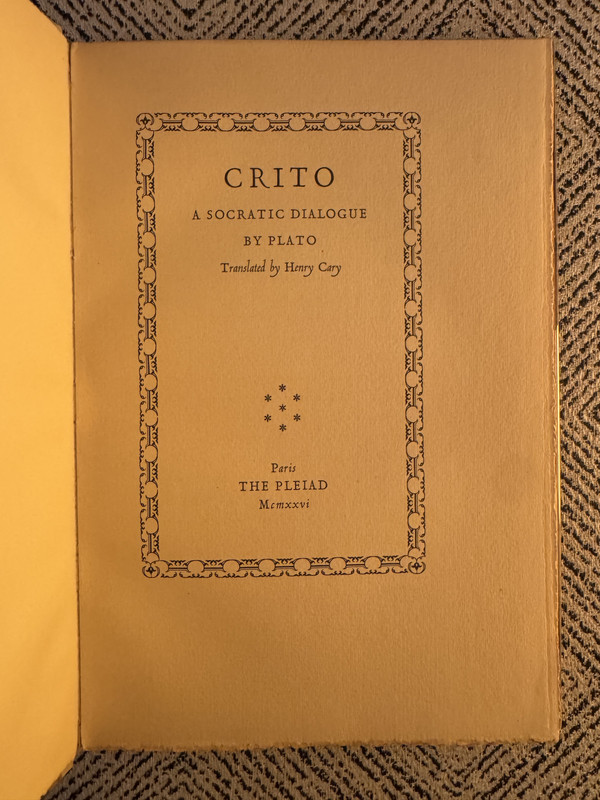 CRITO
A SOCRATIC DIALOGUE
BY PLATO
Translated by Henry Cary
Paris
THE PLEIAD
Mcmxxvi